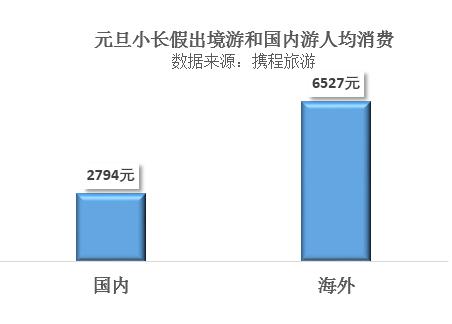 元旦小长假出境游和国内游人均消费
数据来源：携程旅游
6527元
2794元
国内
海外